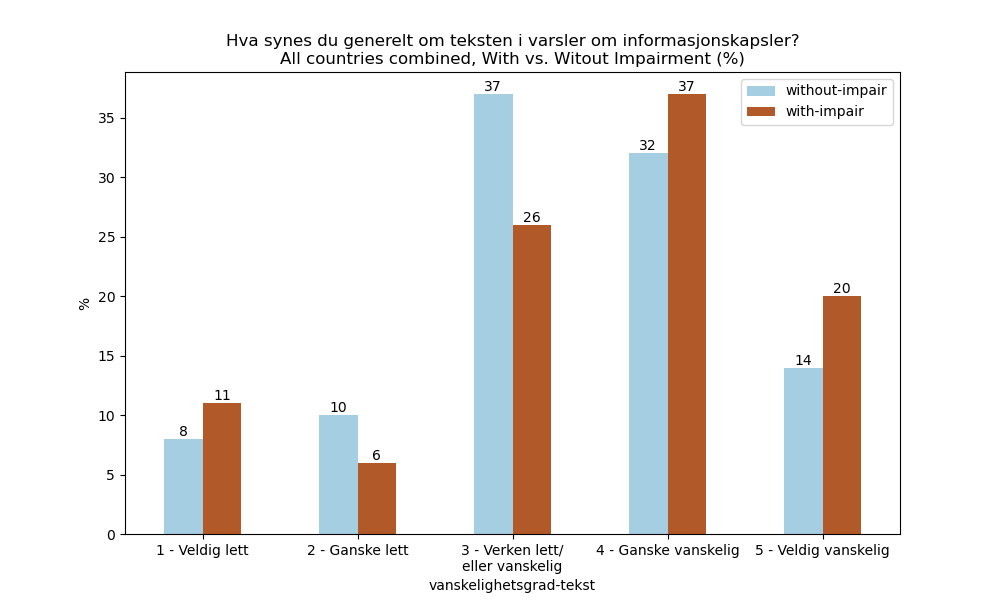 Hva synes du generelt om teksten i varsler om informasjonskapsler?
All countries combined, With vs. Witout Impairment (%)
without-impair
with-impair
%
35
30
25
20
15
10
5
0
8
11
10
6
37
26
32
37
14
20
1 - Veldig lett
2 - Ganske lett
3 - Verken lett/
eller vanskelig
4 - Ganske vanskelig
5 - Veldig vanskelig
vanskelighetsgrad-tekst